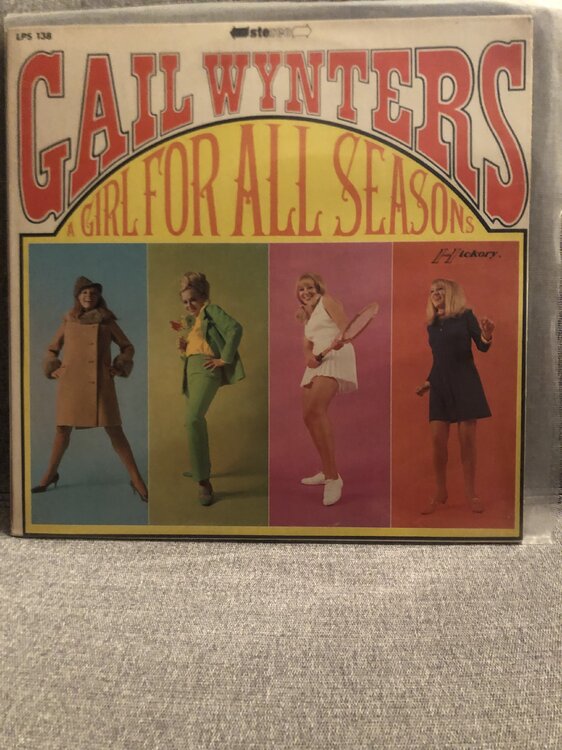 LPS 138
stereo
GAIL WYNTERS
A GIRL FOR ALL SEASONS
Hickory.